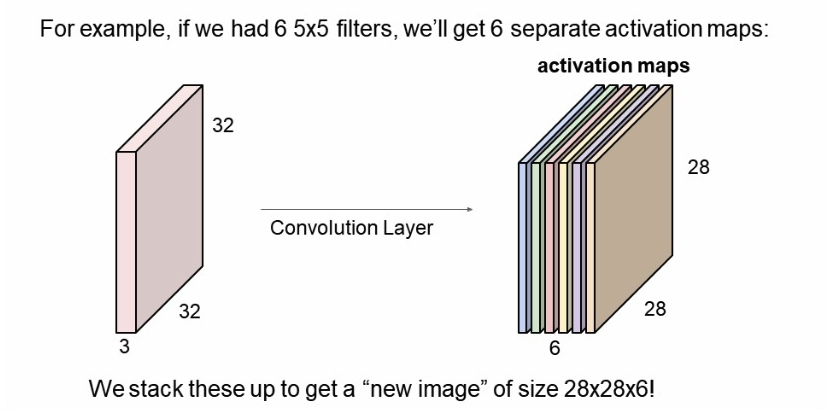 For example, if we had 6 5x5 filters, we'll get 6 separate activation maps:
activation maps
32
28
Convolution Layer
32
28
3
6
We stack these up to get a “new image” of size 28x28x6!